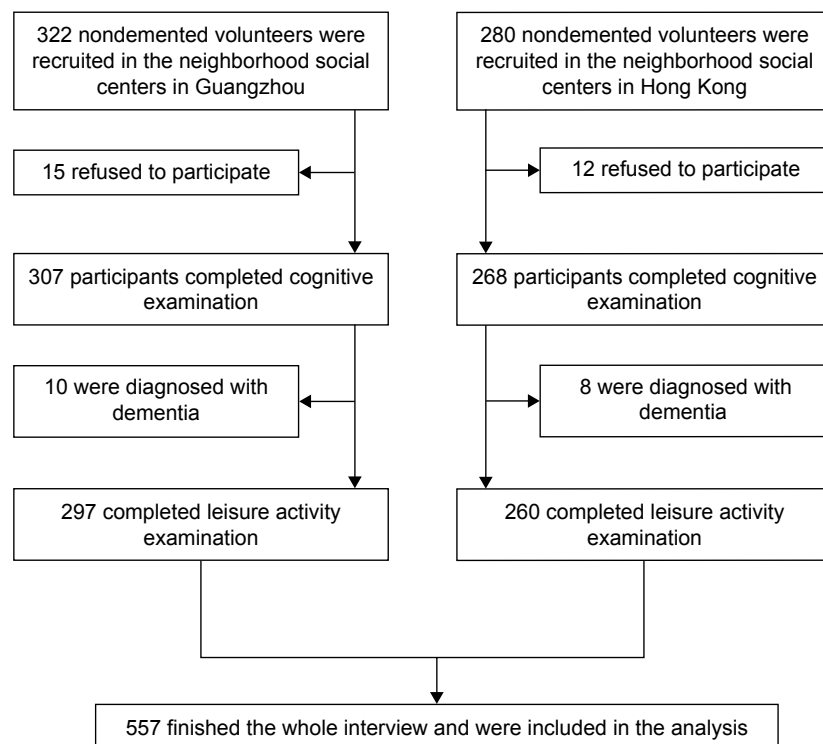 322 nondemented volunteers were
recruited in the neighborhood social
centers in Guangzhou
280 nondemented volunteers were
recruited in the neighborhood social
centers in Hong Kong
15 refused to participate
12 refused to participate
307 participants completed cognitive
examination
268 participants completed cognitive
examination
10 were diagnosed with
dementia
8 were diagnosed with
dementia
297 completed leisure activity
examination
260 completed leisure activity
examination
557 finished the whole interview and were included in the analysis